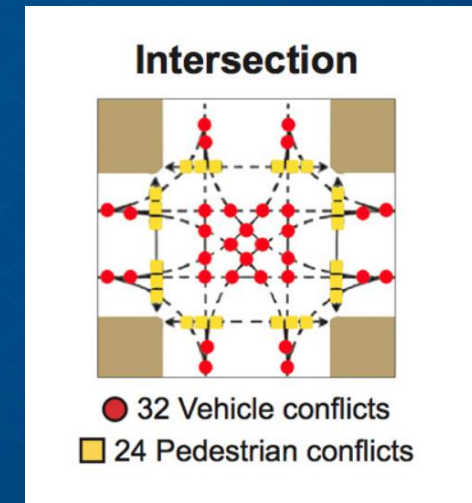 Intersection
32 Vehicle conflicts
24 Pedestrian conflicts